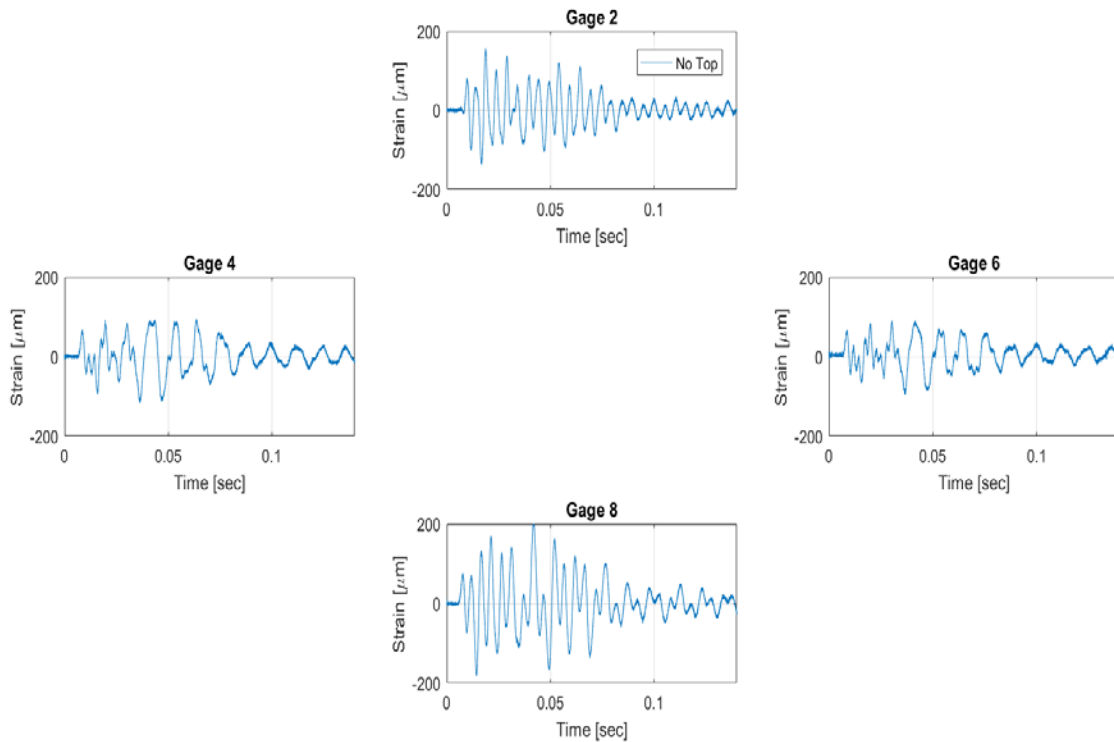 Gage 2
200
No Top
Strain [μm]
0
-200
0
0.05
0.1
Time [sec]
Gage 4
200
Strain [μm]
0
-200
0
0.05
0.1
Time [sec]
Gage 6
200
Strain [μm]
0
-200
0
0.05
0.1
Time [sec]
Gage 8
200
Strain [μm]
0
-200
0
0.05
0.1
Time [sec]